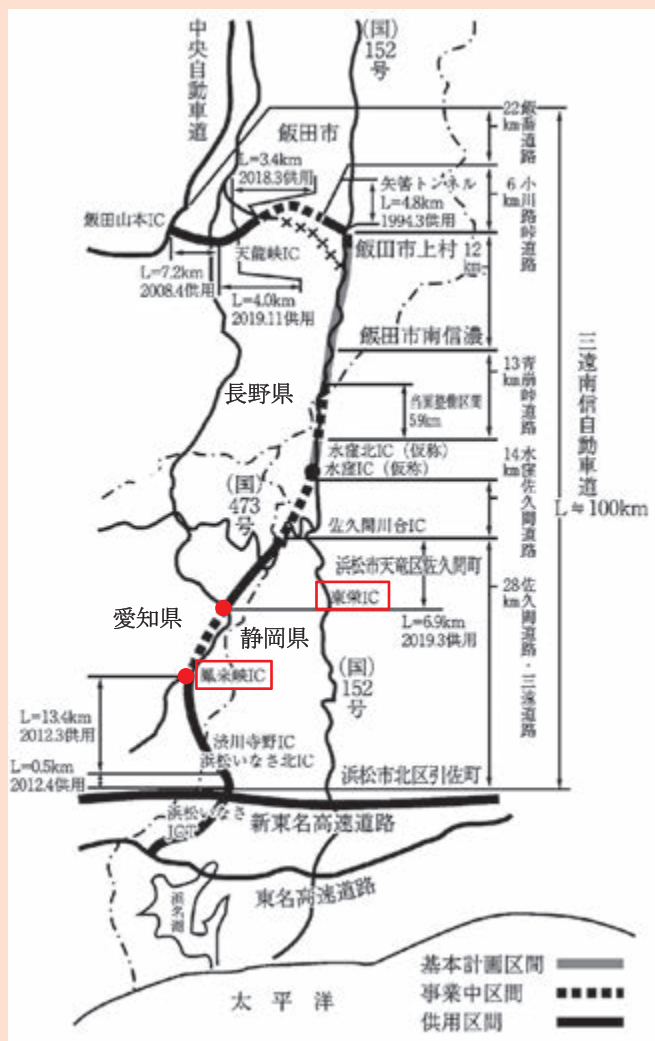 中央自動車道
(国)
152
号
飯田市
L=3.4km
2018.3供用
矢筈トンネル
L=4.8km
1994.3供用
飯田山本IC
天龍峡IC
L=7.2km
2008.4供用
L=4.0km
2019.11供用
飯田市上村
飯田市南信濃
長野県
当面整備区間
5.9km
水窪北IC(仮称)
水窪IC(仮称)
(国)
473
号
佐久間川合IC
浜松市天竜区佐久間町
東栄IC
L=6.9km
2019.3供用
愛知県
静岡県
鳳来峡IC
(国)
152
号
L=13.4km
2012.3供用
渋川寺野IC
浜松いなさ北IC
L=0.5km
2012.4供用
浜松市北区引佐町
浜松いなさ
JCT
新東名高速道路
東名高速道路
浜名湖
太平洋
22km
飯喬道路
6km
小川路峠道路
12km
13km
青崩峠道路
14km
水窪佐久間道路
28km
佐久間道路・三遠道路
三遠南信自動車道
L≒100km
基本計画区間
事業中区間
供用区間